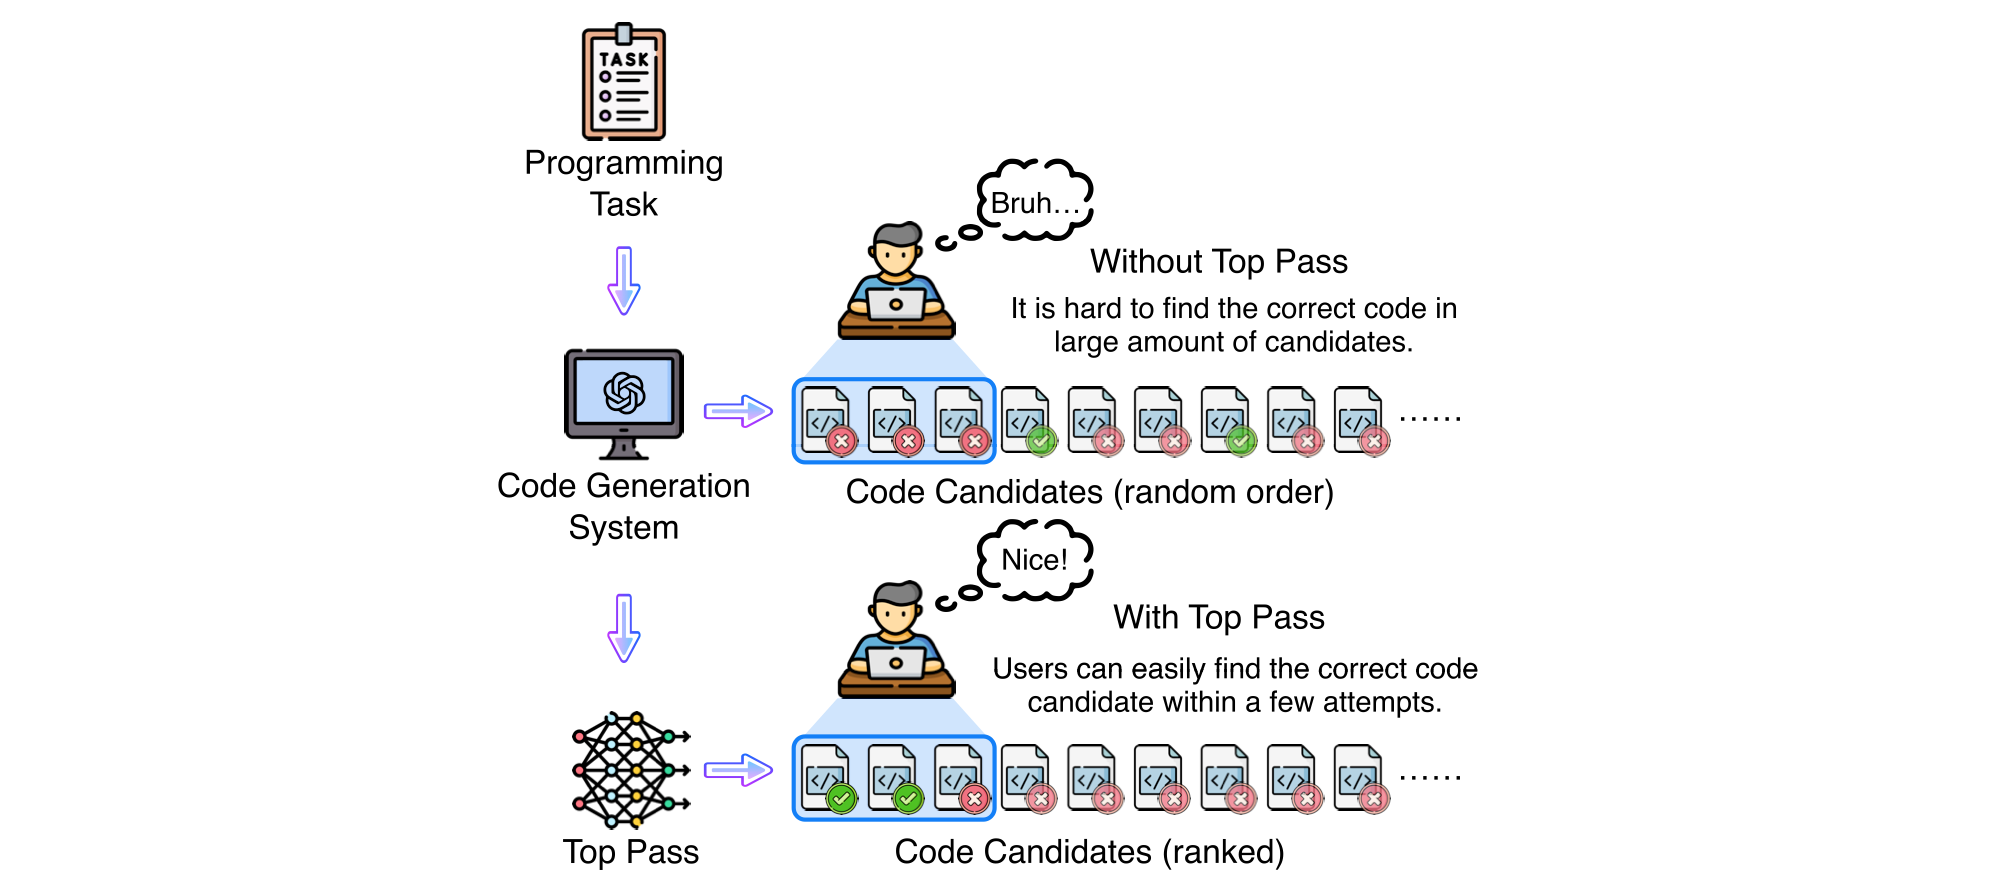 TASK
Programming
Task
Bruh...
Without Top Pass
It is hard to find the correct code in
large amount of candidates.
</>
</>
</>
</>
</>
</>
</>
</>
</>
......
Code Generation
System
Code Candidates (random order)
Nice!
With Top Pass
Users can easily find the correct code
candidate within a few attempts.
</>
</>
</>
</>
</>
</>
</>
</>
</>
......
Top Pass
Code Candidates (ranked)